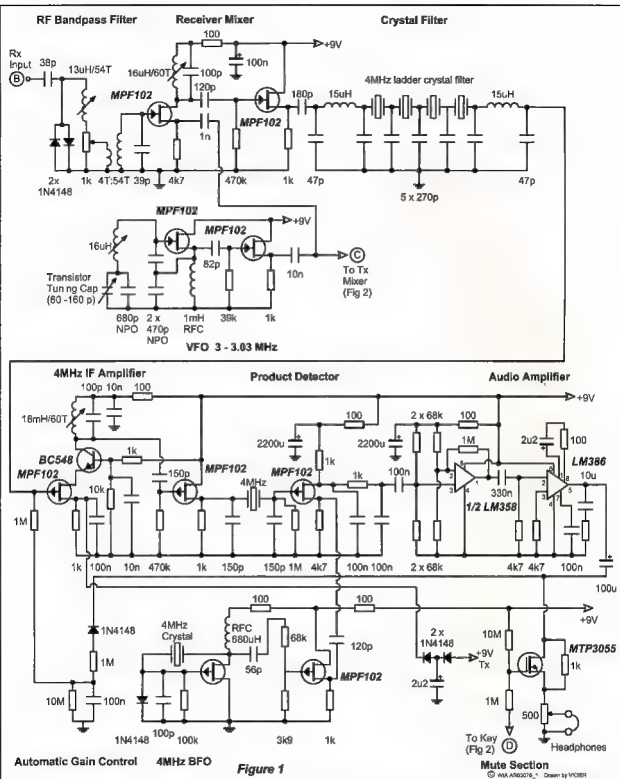 RF Bandpass Filter
Receiver Mixer
Crystal Filter
Rx
Input
B
38p
13uH/54T
16uH/60T
100
100p
120p
100n
+9V
MPF102
1n
MPF102
180p
15uH
4MHz ladder crystal filter
15uH
2x
1N4148
1k
4T:54T
39p
4k7
470k
1k
47p
5 x 270p
47p
16uH
MPF102
MPF102
+9V
82p
10n
C
To Tx
Mixer
(Fig 2)
Transistor
Tuning Cap
(60 -160 p)
680p
NPO
2 x
470p
NPO
1mH
RFC
39k
1k
VFO 3 - 3.03 MHz
4MHz IF Amplifier
Product Detector
Audio Amplifier
100p 10n
100
+9V
18mH/60T
2200u
100
1k
2200u
2 x 68k
100
1M
2u2
100
LM386
BC548
1k
MPF102
MPF102
MPF102
150p
4MHz
1k
100n
10u
330n
1/2 LM358
1M
10k
1k 100n
10n
470k
1k
150p
150p 1M
4k7
100n 100n
2 x 68k
4k7
4k7
100n
100u
1N4148
1M
10M
100n
4MHz
Crystal
RFC
680uH
100
100
68k
56p
120p
2 x
1N4148
+9V
Tx
2u2
+9V
10M
MTP3055
1k
1M
500
MPF102
1N4148
100p
100k
3k9
1k
To Key
(Fig 2)
D
Headphones
Automatic Gain Control
4MHz BFO
Figure 1
Mute Section